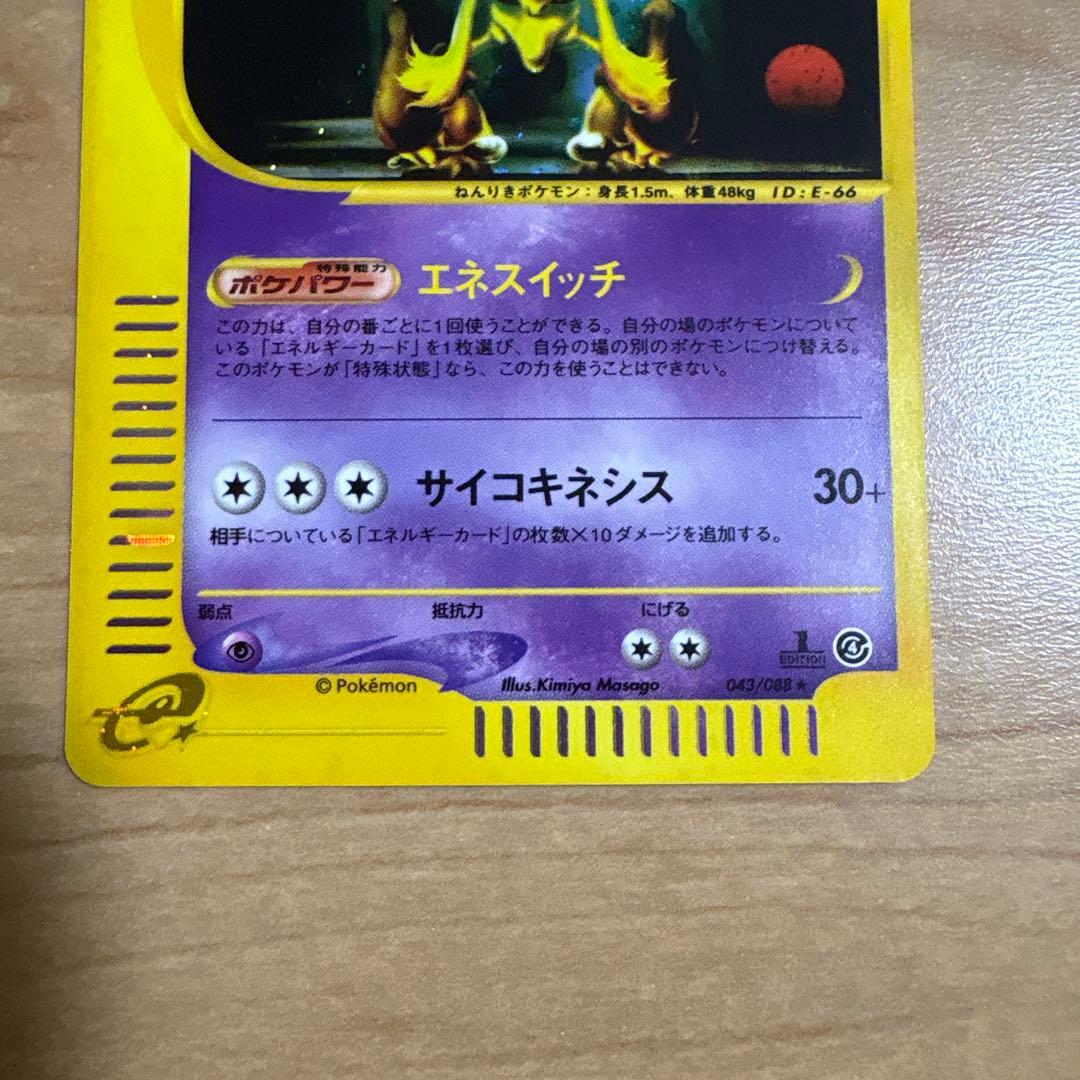 ねんりきポケモン：身長1.5m、体重48kg ID:E-66
特殊能力
ポケパワー エネスイッチ
この力は、自分の番ごとに1回使うことができる。自分の場のポケモンについて
いる「エネルギーカード」を1枚選び、自分の場の別のポケモンにつけ替える。
このポケモンが「特殊状態」なら、この力を使うことはできない。
サイコキネシス 30+
相手についている「エネルギーカード」の枚数×10ダメージを追加する。
弱点 抵抗力 にげる
1 EDITION 4
© Pokémon Illus.Kimiya Masago 043/088 ★
e